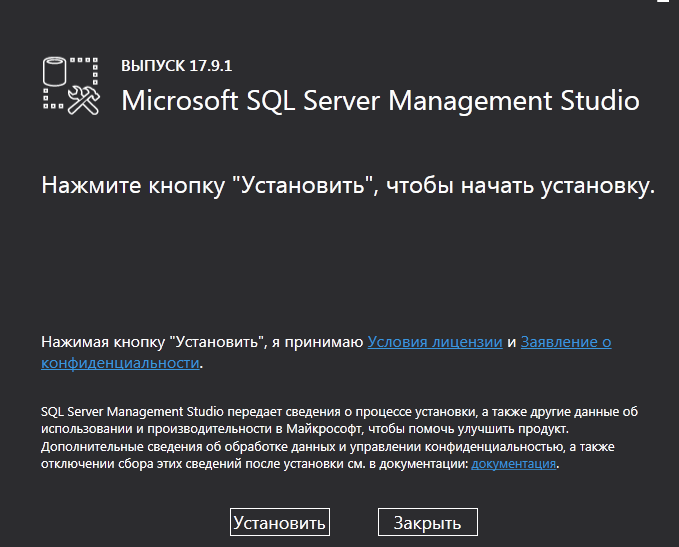 ВЫПУСК 17.9.1
Microsoft SQL Server Management Studio
Нажмите кнопку "Установить", чтобы начать установку.
Нажимая кнопку "Установить", я принимаю Условия лицензии и Заявление о
конфиденциальности.
SQL Server Management Studio передает сведения о процессе установки, а также другие данные об
использовании и производительности в Майкрософт, чтобы помочь улучшить продукт.
Дополнительные сведения об обработке данных и управлении конфиденциальностью, а также
отключении сбора этих сведений после установки см. в документации: документация.
Установить
Закрыть